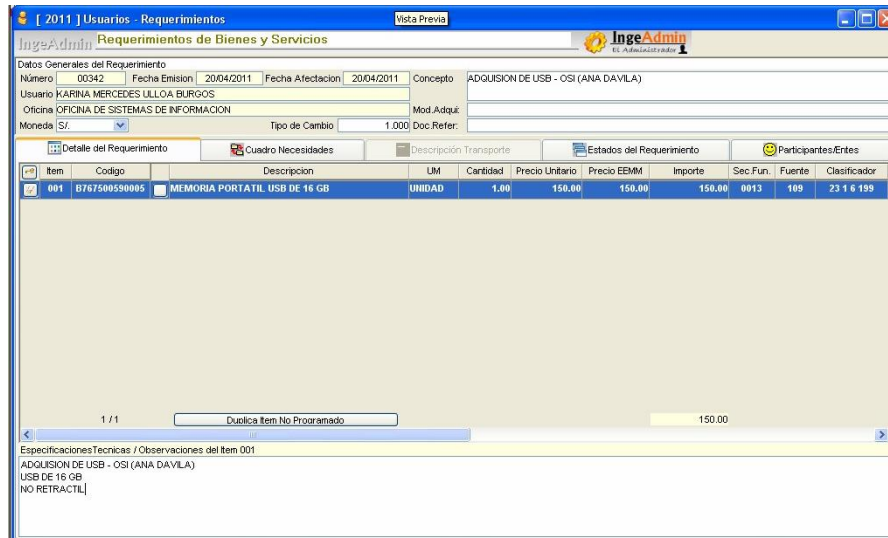 [ 2011 ] Usuarios - Requerimientos
Vista Previa
IngeAdmin Requerimientos de Bienes y Servicios
IngeAdmin
El Administrador
Datos Generales del Requerimiento
Número 00342 Fecha Emision 20/04/2011 Fecha Afectacion 20/04/2011 Concepto ADQUISION DE USB - OSI (ANA DAVILA)
Usuario KARINA MERCEDES ULLOA BURGOS
Oficina OFICINA DE SISTEMAS DE INFORMACION Mod.Adqui:
Moneda S/. Tipo de Cambio 1.000 Doc.Refer:
Detalle del Requerimiento Cuadro Necesidades Descripción Transporte Estados del Requerimiento Participantes/Entes
Item Codigo Descripcion UM Cantidad Precio Unitario Precio EEMM Importe Sec.Fun. Fuente Clasificador
001 B767500590005 MEMORIA PORTATIL USB DE 16 GB UNIDAD 1.00 150.00 150.00 150.00 0013 109 23 1 6 199
1 / 1 Duplica Item No Programado 150.00
EspecificacionesTecnicas / Observaciones del Item 001
ADQUISION DE USB - OSI (ANA DAVILA)
USB DE 16 GB
NO RETRACTIL